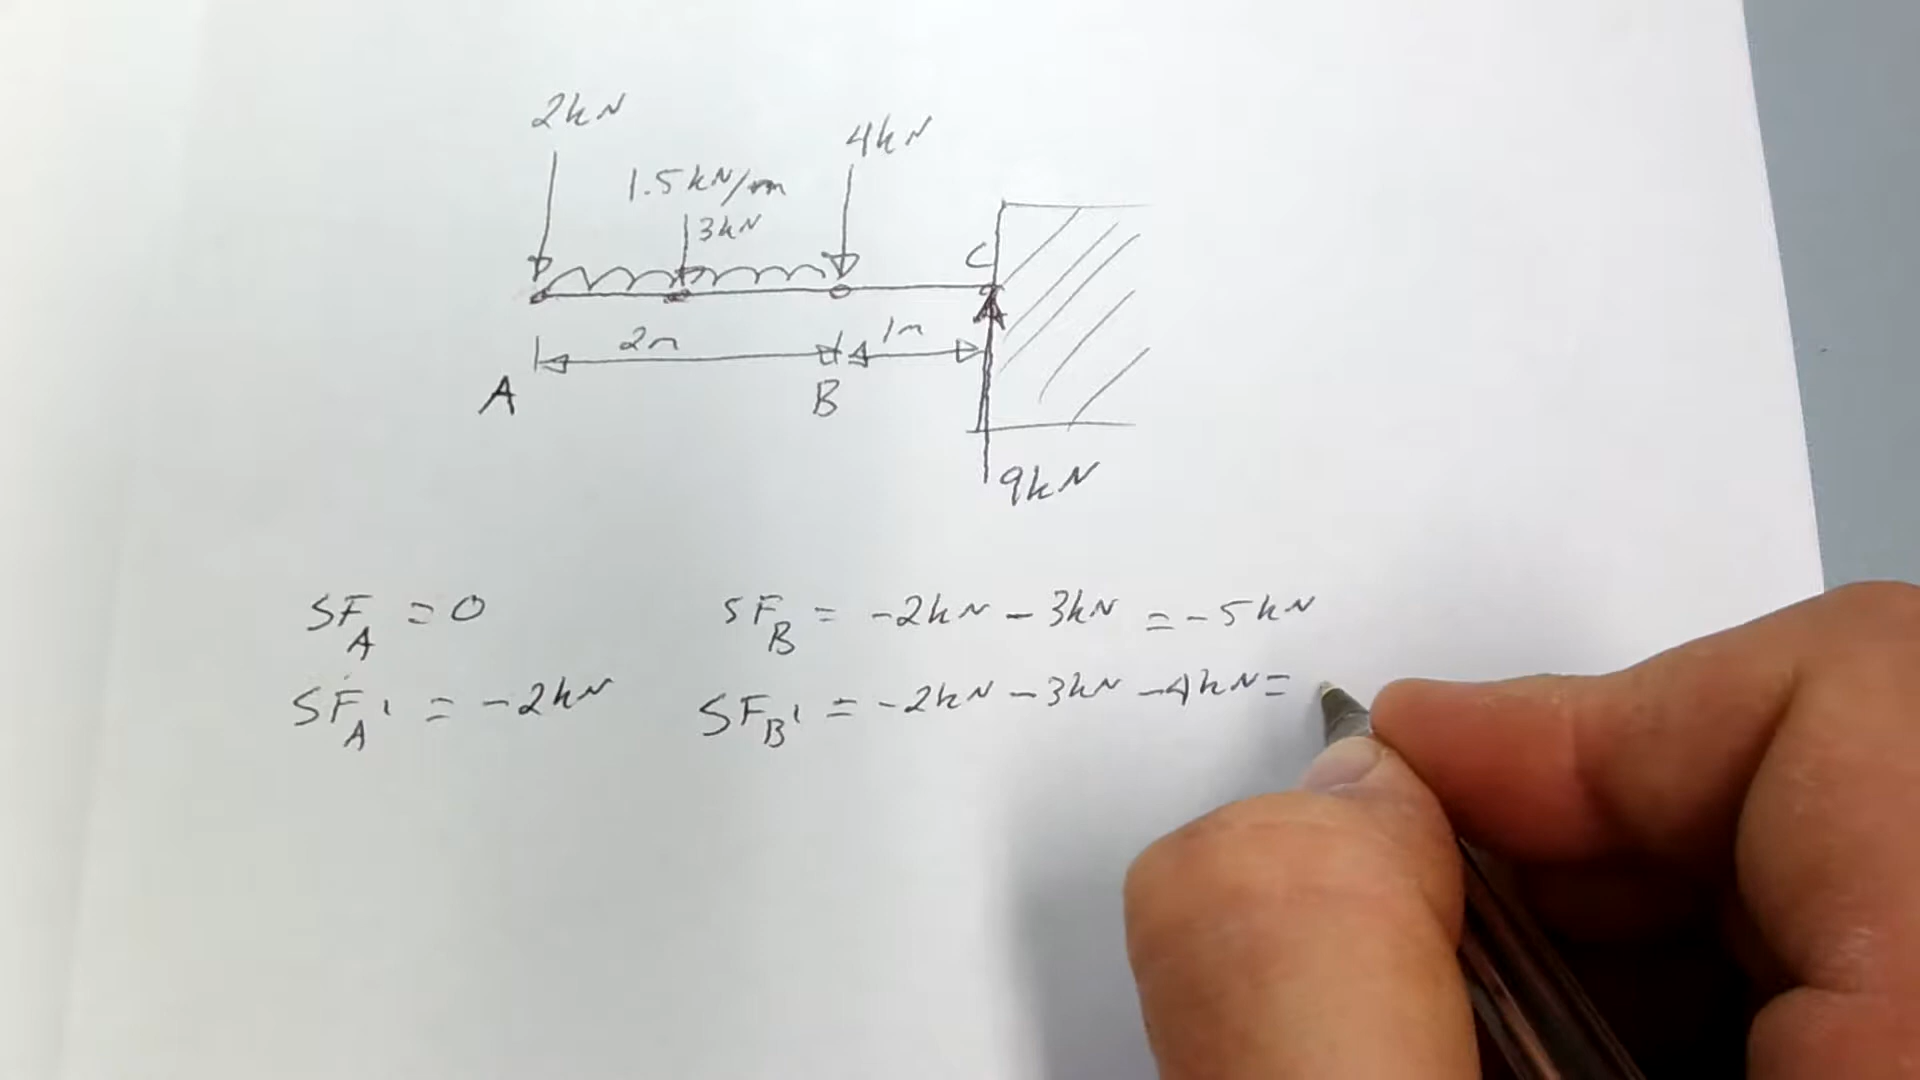 2kN
4kN
1.5kN/m
3kN
C
2m
1m
A
B
9kN
SF_A = 0
SF_B = -2kN - 3kN = -5kN
SF_A' = -2kN
SF_B' = -2kN - 3kN - 4kN =